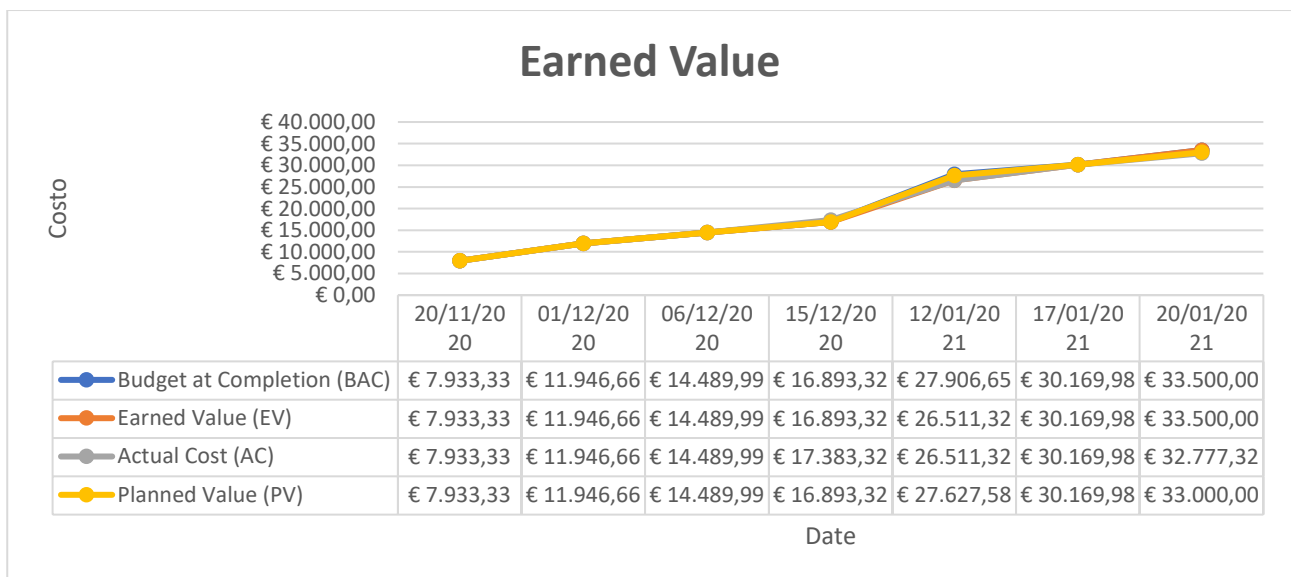 Earned Value
Costo
€ 40.000,00
€ 35.000,00
€ 30.000,00
€ 25.000,00
€ 20.000,00
€ 15.000,00
€ 10.000,00
€ 5.000,00
€ 0,00
20/11/20 01/12/20 06/12/20 15/12/20 12/01/20 17/01/20 20/01/20
20 20 20 20 21 21 21
Budget at Completion (BAC) € 7.933,33 € 11.946,66 € 14.489,99 € 16.893,32 € 27.906,65 € 30.169,98 € 33.500,00
Earned Value (EV) € 7.933,33 € 11.946,66 € 14.489,99 € 16.893,32 € 26.511,32 € 30.169,98 € 33.500,00
Actual Cost (AC) € 7.933,33 € 11.946,66 € 14.489,99 € 17.383,32 € 26.511,32 € 30.169,98 € 32.777,32
Planned Value (PV) € 7.933,33 € 11.946,66 € 14.489,99 € 16.893,32 € 27.627,58 € 30.169,98 € 33.000,00
Date